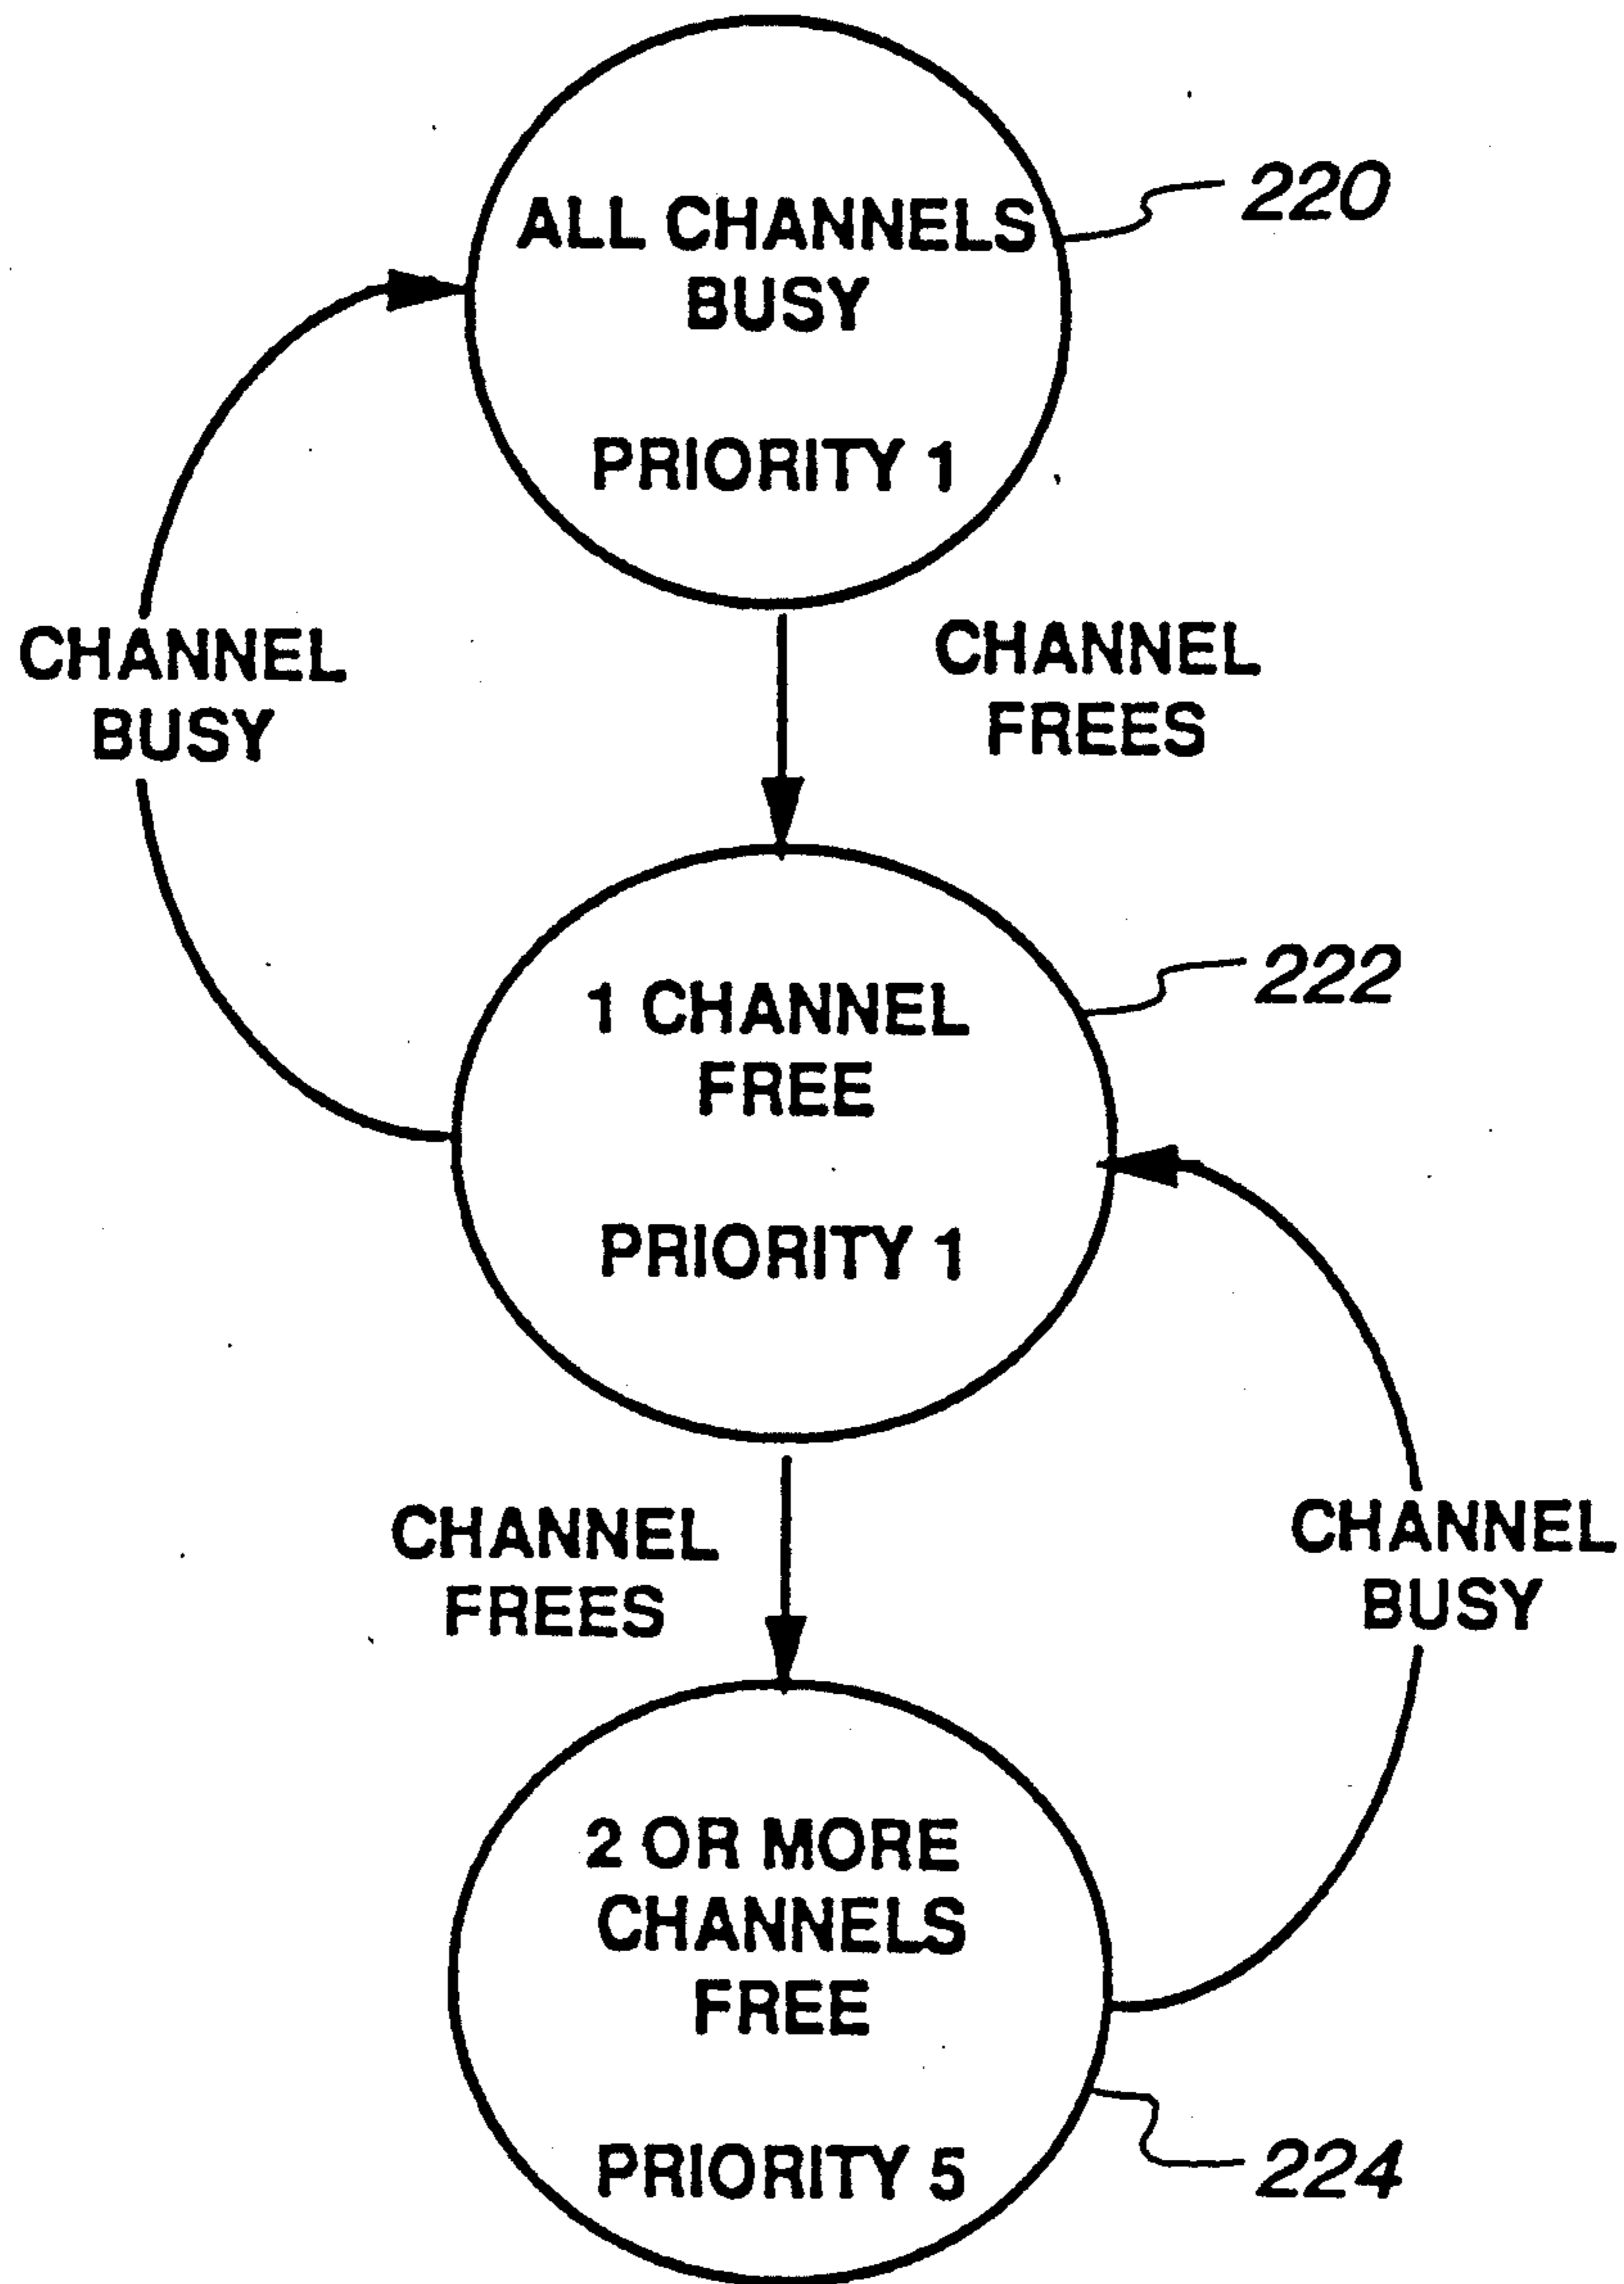 ALL CHANNELS
BUSY
PRIORITY 1
220
CHANNEL
BUSY
CHANNEL
FREES
1 CHANNEL
FREE
PRIORITY 1
222
CHANNEL
FREES
CHANNEL
BUSY
2 OR MORE
CHANNELS
FREE
PRIORITY 5
224